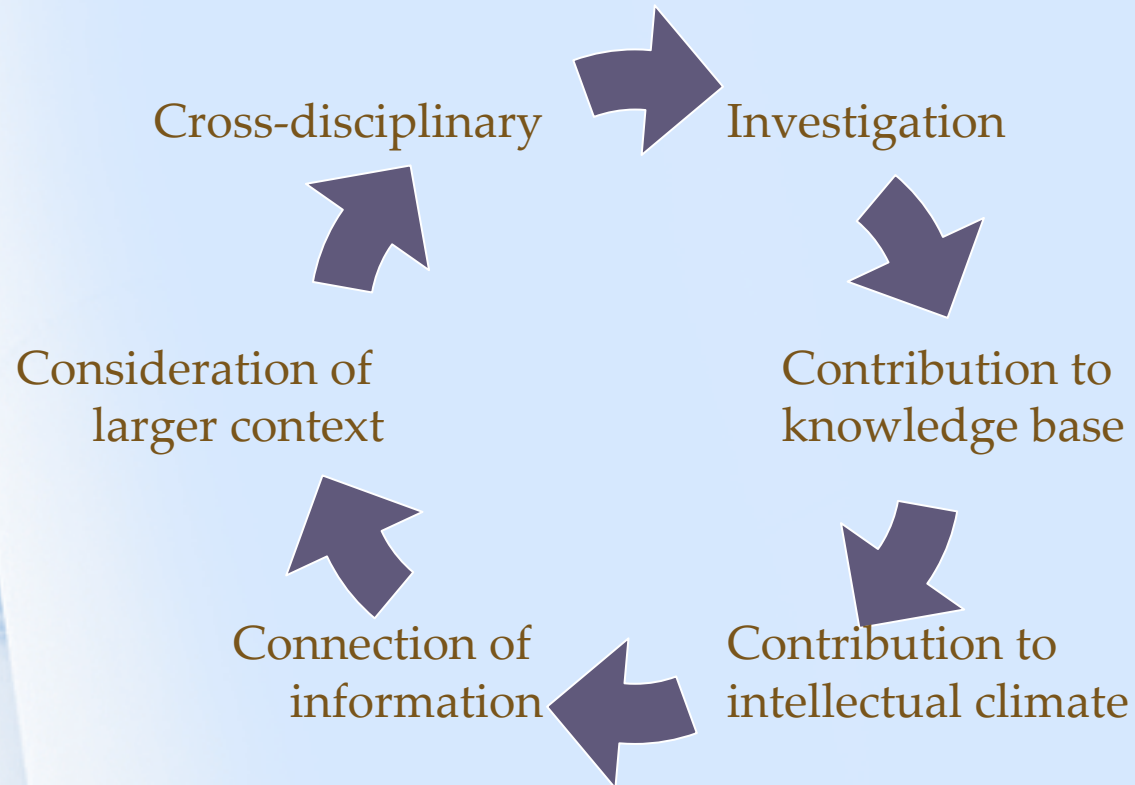 Cross-disciplinary
Investigation
Contribution to
knowledge base
Contribution to
intellectual climate
Connection of
information
Consideration of
larger context